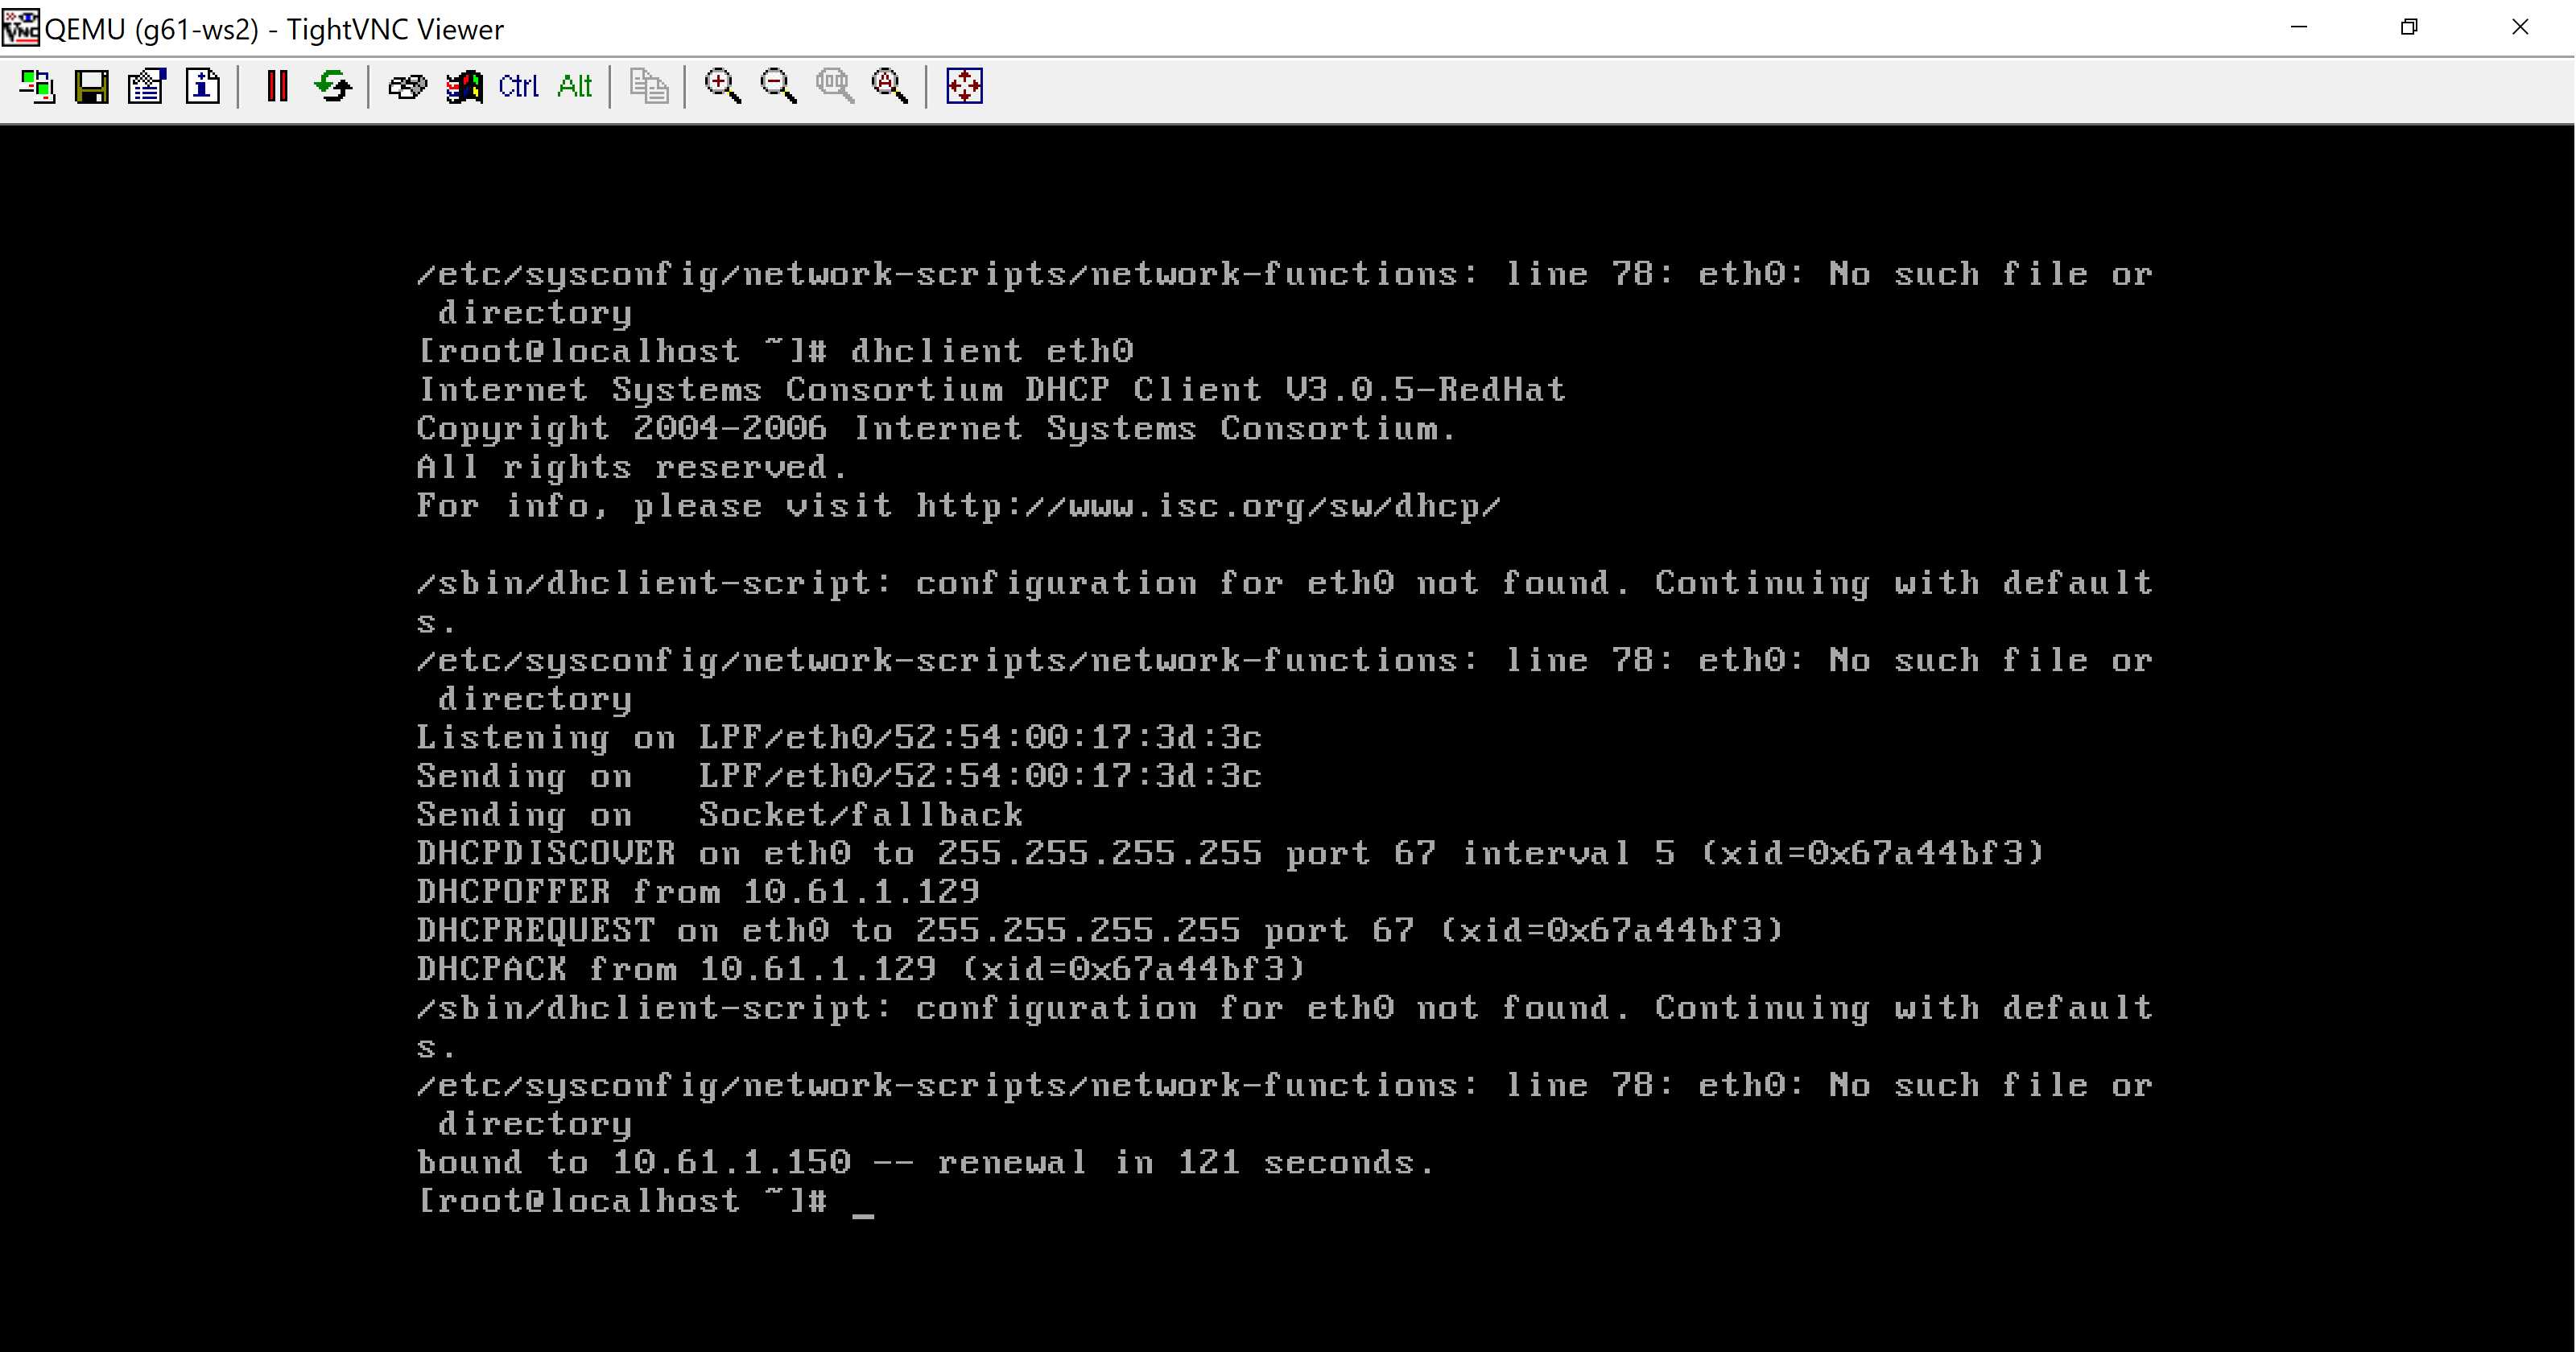 QEMU (g61-ws2) - TightVNC Viewer
Ctrl Alt
/etc/sysconfig/network-scripts/network-functions: line 78: eth0: No such file or
 directory
[root@localhost ~]# dhclient eth0
Internet Systems Consortium DHCP Client V3.0.5-RedHat
Copyright 2004-2006 Internet Systems Consortium.
All rights reserved.
For info, please visit http://www.isc.org/sw/dhcp/

/sbin/dhclient-script: configuration for eth0 not found. Continuing with default
s.
/etc/sysconfig/network-scripts/network-functions: line 78: eth0: No such file or
 directory
Listening on LPF/eth0/52:54:00:17:3d:3c
Sending on   LPF/eth0/52:54:00:17:3d:3c
Sending on   Socket/fallback
DHCPDISCOVER on eth0 to 255.255.255.255 port 67 interval 5 (xid=0x67a44bf3)
DHCPOFFER from 10.61.1.129
DHCPREQUEST on eth0 to 255.255.255.255 port 67 (xid=0x67a44bf3)
DHCPACK from 10.61.1.129 (xid=0x67a44bf3)
/sbin/dhclient-script: configuration for eth0 not found. Continuing with default
s.
/etc/sysconfig/network-scripts/network-functions: line 78: eth0: No such file or
 directory
bound to 10.61.1.150 -- renewal in 121 seconds.
[root@localhost ~]# _